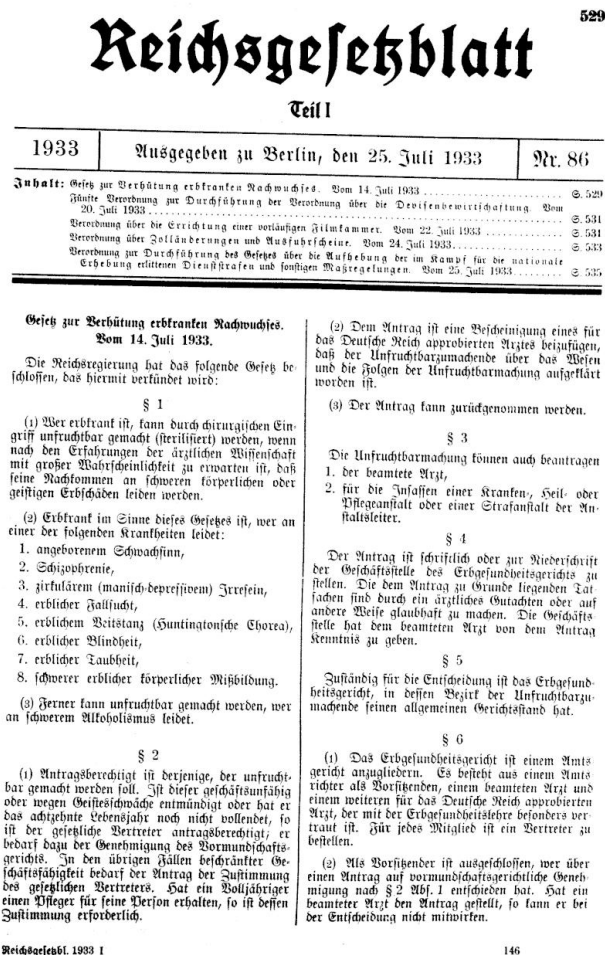 529
Reichsgesetzblatt
Teil I
1933
Ausgegeben zu Berlin, den 25. Juli 1933
Nr. 86
Inhalt: Gesetz zur Verhütung erbkranken Nachwuchses. Vom 14. Juli 1933 ........ S. 529
Fünfte Verordnung zur Durchführung der Verordnung über die Devisenbewirtschaftung. Vom
20. Juli 1933 ........ S. 531
Verordnung über die Errichtung einer vorläufigen Filmkammer. Vom 22. Juli 1933 ........ S. 531
Verordnung über Zolländerungen und Ausfuhrscheine. Vom 24. Juli 1933 ........ S. 533
Verordnung zur Durchführung des Gesetzes über die Aufhebung der im Kampf für die nationale
Erhebung erlittenen Dienststrafen und sonstigen Maßregelungen. Vom 25. Juli 1933 ........ S. 535
Gesetz zur Verhütung erbkranken Nachwuchses.
Vom 14. Juli 1933.
Die Reichsregierung hat das folgende Gesetz be-
schlossen, das hiermit verkündet wird:
§ 1
(1) Wer erbkrank ist, kann durch chirurgischen Ein-
griff unfruchtbar gemacht (sterilisiert) werden, wenn
nach den Erfahrungen der ärztlichen Wissenschaft
mit großer Wahrscheinlichkeit zu erwarten ist, daß
seine Nachkommen an schweren körperlichen oder
geistigen Erbschäden leiden werden.
(2) Erbkrank im Sinne dieses Gesetzes ist, wer an
einer der folgenden Krankheiten leidet:
1. angeborenem Schwachsinn,
2. Schizophrenie,
3. zirkulärem (manisch-depressivem) Irresein,
4. erblicher Fallsucht,
5. erblichem Veitstanz (Huntingtonsche Chorea),
6. erblicher Blindheit,
7. erblicher Taubheit,
8. schwerer erblicher körperlicher Mißbildung.
(3) Ferner kann unfruchtbar gemacht werden, wer
an schwerem Alkoholismus leidet.
§ 2
(1) Antragsberechtigt ist derjenige, der unfrucht-
bar gemacht werden soll. Ist dieser geschäftsunfähig
oder wegen Geistesschwäche entmündigt oder hat er
das achtzehnte Lebensjahr noch nicht vollendet, so
ist der gesetzliche Vertreter antragsberechtigt; er
bedarf dazu der Genehmigung des Vormundschafts-
gerichts. In den übrigen Fällen beschränkter Ge-
schäftsfähigkeit bedarf der Antrag der Zustimmung
des gesetzlichen Vertreters. Hat ein Volljähriger
einen Pfleger für seine Person erhalten, so ist dessen
Zustimmung erforderlich.
(2) Dem Antrag ist eine Bescheinigung eines für
das Deutsche Reich approbierten Arztes beizufügen,
daß der Unfruchtbarzumachende über das Wesen
und die Folgen der Unfruchtbarmachung aufgeklärt
worden ist.
(3) Der Antrag kann zurückgenommen werden.
§ 3
Die Unfruchtbarmachung können auch beantragen
1. der beamtete Arzt,
2. für die Insassen einer Kranken-, Heil- oder
Pflegeanstalt oder einer Strafanstalt der An-
staltsleiter.
§ 4
Der Antrag ist schriftlich oder zur Niederschrift
der Geschäftsstelle des Erbgesundheitsgerichts zu
stellen. Die dem Antrag zu Grunde liegenden Tat-
sachen sind durch ein ärztliches Gutachten oder auf
andere Weise glaubhaft zu machen. Die Geschäfts-
stelle hat dem beamteten Arzt von dem Antrag
Kenntnis zu geben.
§ 5
Zuständig für die Entscheidung ist das Erbgesund-
heitsgericht, in dessen Bezirk der Unfruchtbarzu-
machende seinen allgemeinen Gerichtsstand hat.
§ 6
(1) Das Erbgesundheitsgericht ist einem Amts
gericht anzugliedern. Es besteht aus einem Amts
richter als Vorsitzenden, einem beamteten Arzt und
einem weiteren für das Deutsche Reich approbierten
Arzt, der mit der Erbgesundheitslehre besonders ver-
traut ist. Für jedes Mitglied ist ein Vertreter zu
bestellen.
(2) Als Vorsitzender ist ausgeschlossen, wer über
einen Antrag auf vormundschaftsgerichtliche Geneh-
migung nach § 2 Abs. 1 entschieden hat. Hat ein
beamteter Arzt den Antrag gestellt, so kann er bei
der Entscheidung nicht mitwirken.
Reichsgesetzbl. 1933 I
146